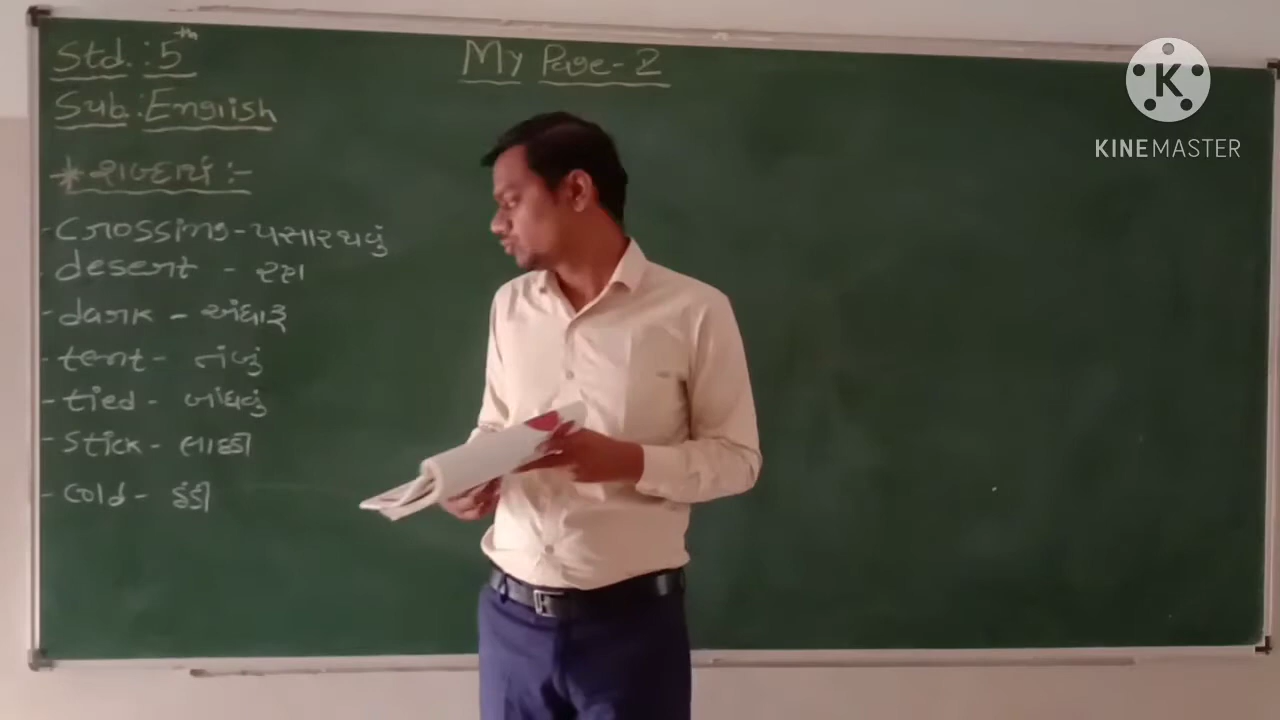 Std.: 5th
My Page - 2
Sub.: English
* શબ્દાર્થ :-
- Crossing - પસાર થવું
- desert - રણ
- dark - અંધારૂ
- tent - તંબું
- tied - બાંધવું
- Stick - લાકડી
- Cold - ઠંડી
K
KINEMASTER